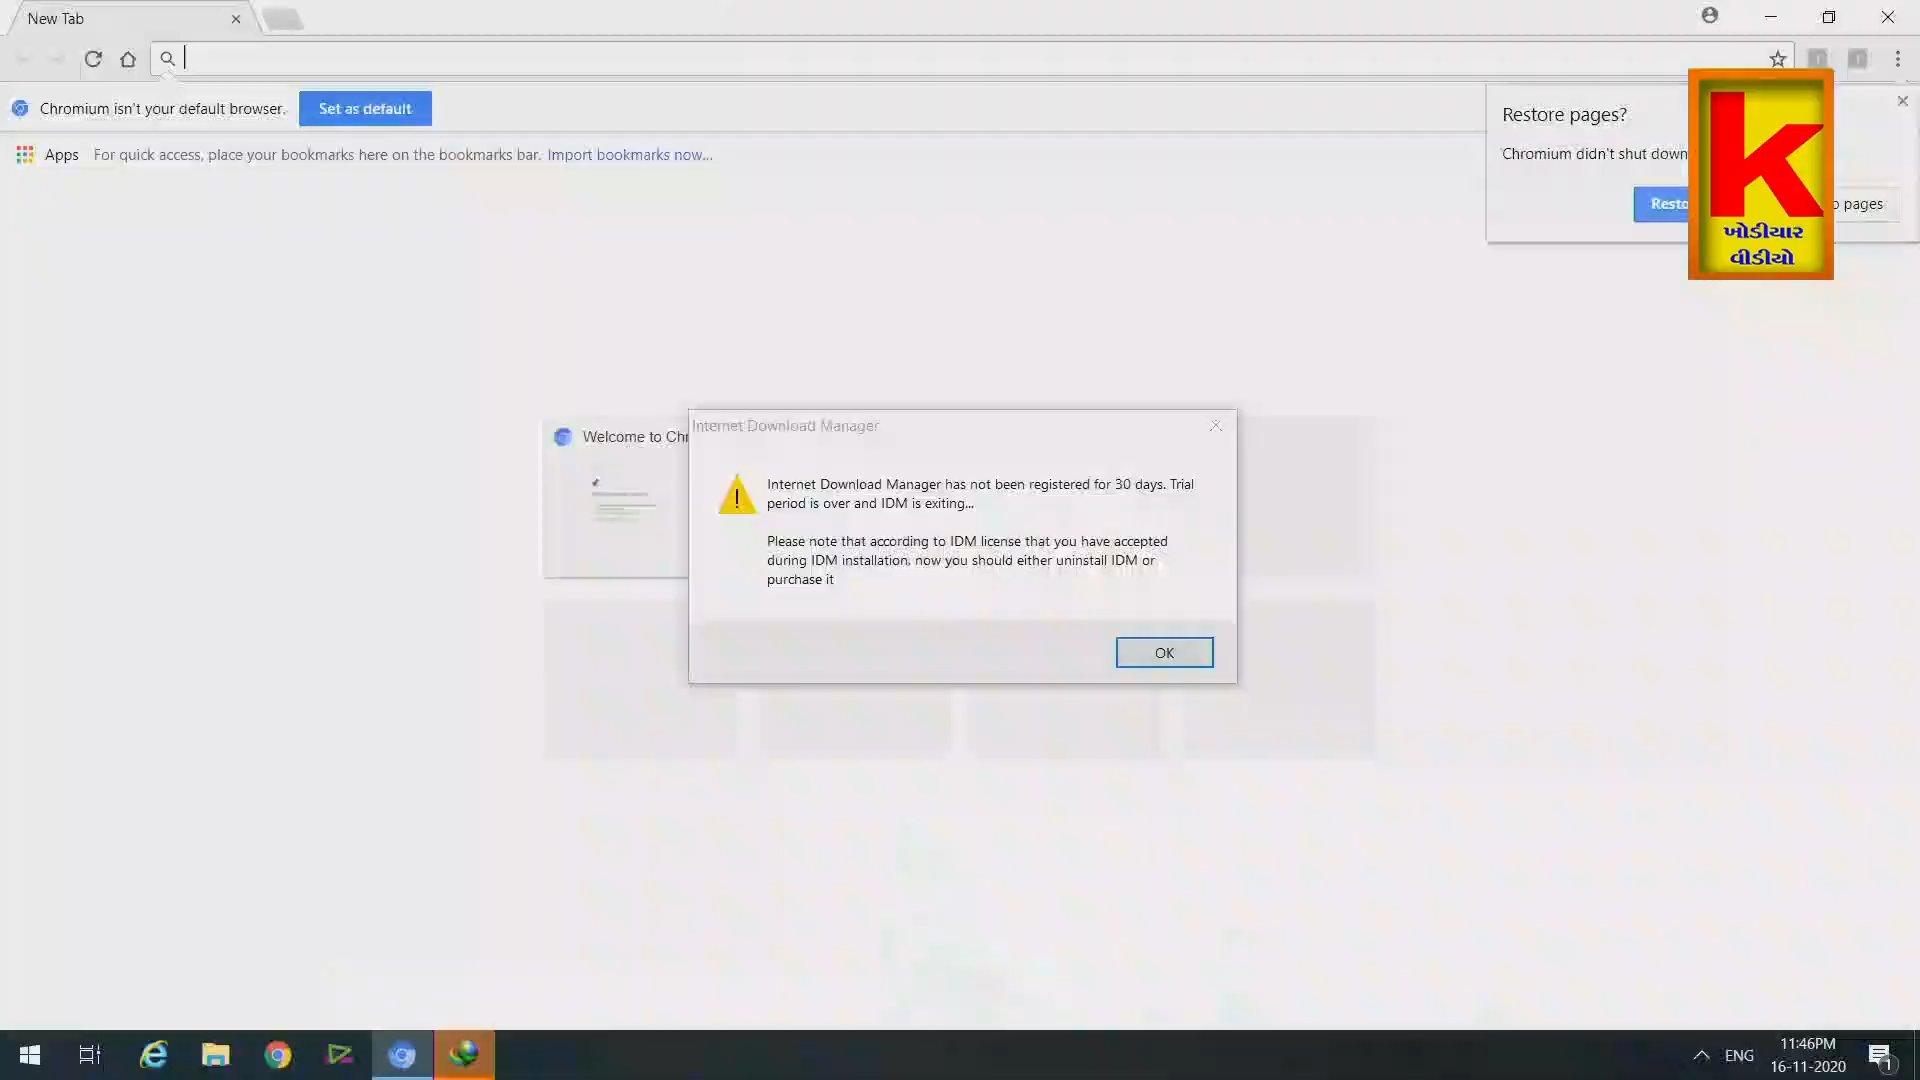 New Tab
Chromium isn't your default browser.
Set as default
Apps
For quick access, place your bookmarks here on the bookmarks bar.
Import bookmarks now...
Restore pages?
Chromium didn't shut down
pages
K
ખોડીયાર
વીડીયો
Welcome to
Internet Download Manager
Internet Download Manager has not been registered for 30 days. Trial
period is over and IDM is exiting...
Please note that according to IDM license that you have accepted
during IDM installation, now you should either uninstall IDM or
purchase it
OK
ENG
11:46PM
16-11-2020
1